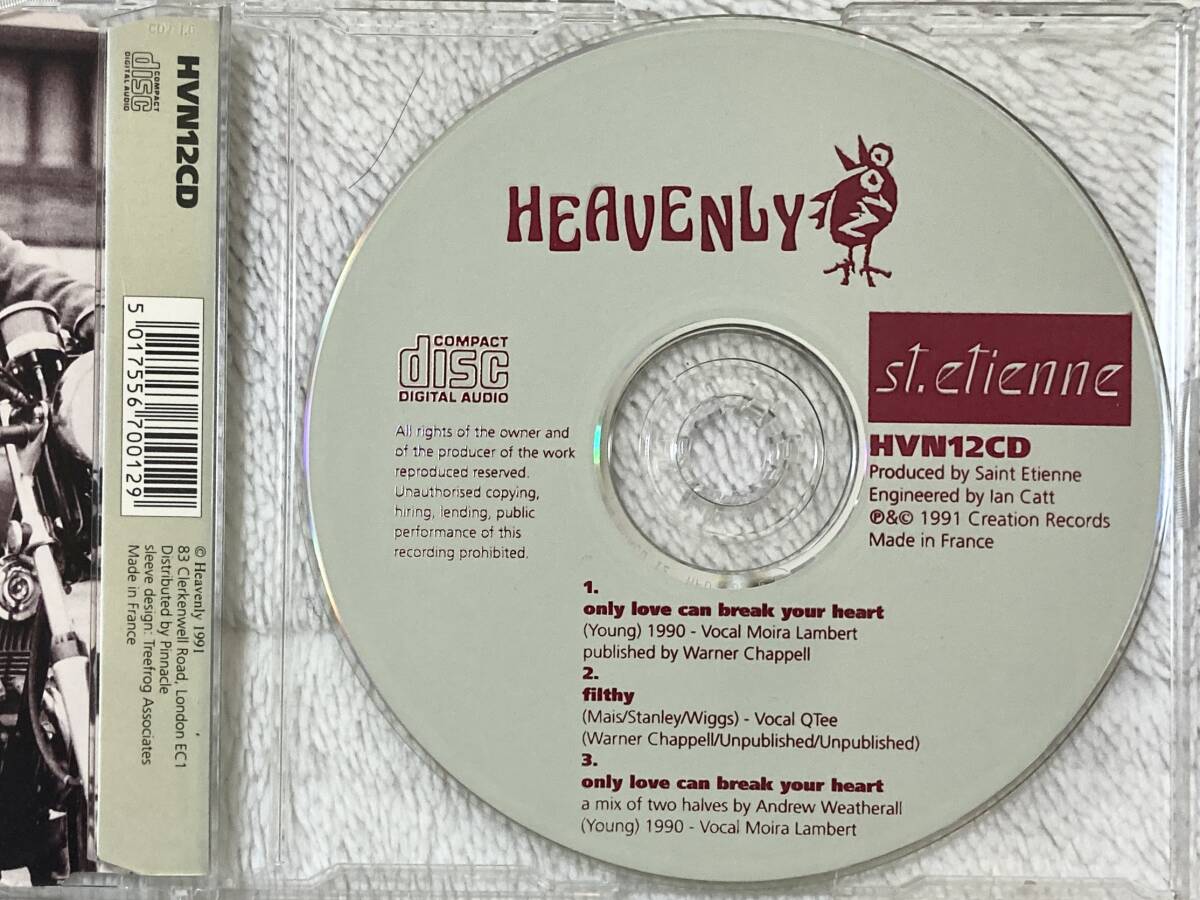 HVN12CD
COMPACT
disc
DIGITAL AUDIO
5 017556 700129
© Heavenly 1991
83 Clerkenwell Road, London EC1
Distributed by Pinnacle
sleeve design: Treefrog Associates
Made in France
HEAVENLY
COMPACT
disc
DIGITAL AUDIO
All rights of the owner and
of the producer of the work
reproduced reserved.
Unauthorised copying,
hiring, lending, public
performance of this
recording prohibited.
st. etienne
HVN12CD
Produced by Saint Etienne
Engineered by Ian Catt
℗&© 1991 Creation Records
Made in France
1.
only love can break your heart
(Young) 1990 - Vocal Moira Lambert
published by Warner Chappell
2.
filthy
(Mais/Stanley/Wiggs) - Vocal QTee
(Warner Chappell/Unpublished/Unpublished)
3.
only love can break your heart
a mix of two halves by Andrew Weatherall
(Young) 1990 - Vocal Moira Lambert